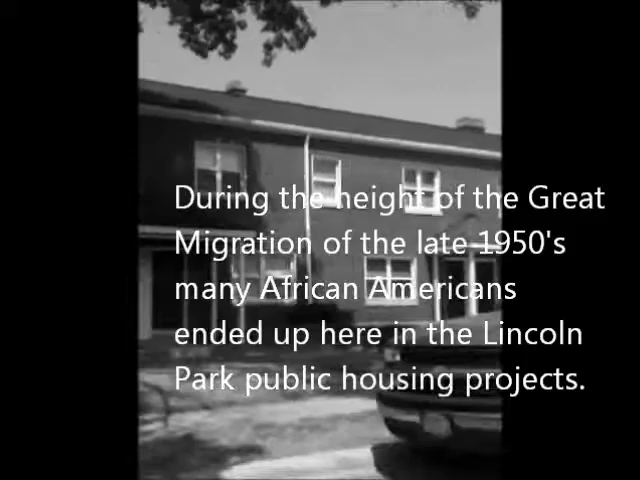 During the height of the Great
Migration of the late 1950's
many African Americans
ended up here in the Lincoln
Park public housing projects.